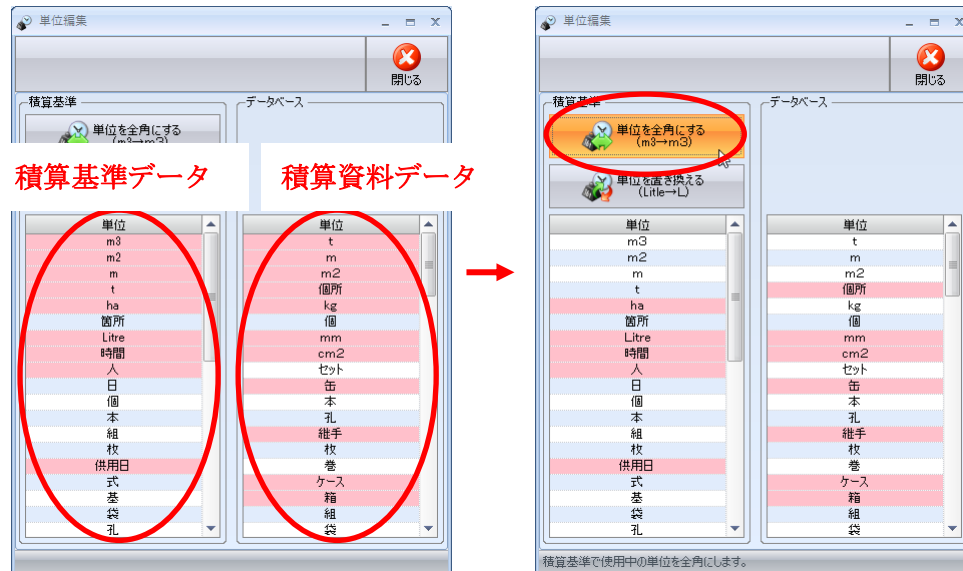 単位編集
閉じる
積算基準
データベース
単位を全角にする
(m3→m3)
積算基準データ
積算資料データ
単位
m3
m2
m
t
ha
箇所
Litre
時間
人
日
個
本
組
枚
供用日
式
基
袋
孔
単位
t
m
m2
個所
kg
個
mm
cm2
セット
缶
本
孔
継手
枚
巻
ケース
箱
組
袋
単位編集
閉じる
積算基準
データベース
単位を全角にする
(m3→m3)
単位を置き換える
(Litle→L)
単位
m3
m2
m
t
ha
箇所
Litre
時間
人
日
個
本
組
枚
供用日
式
基
袋
孔
単位
t
m
m2
個所
kg
個
mm
cm2
セット
缶
本
孔
継手
枚
巻
ケース
箱
組
袋
積算基準で使用中の単位を全角にします。